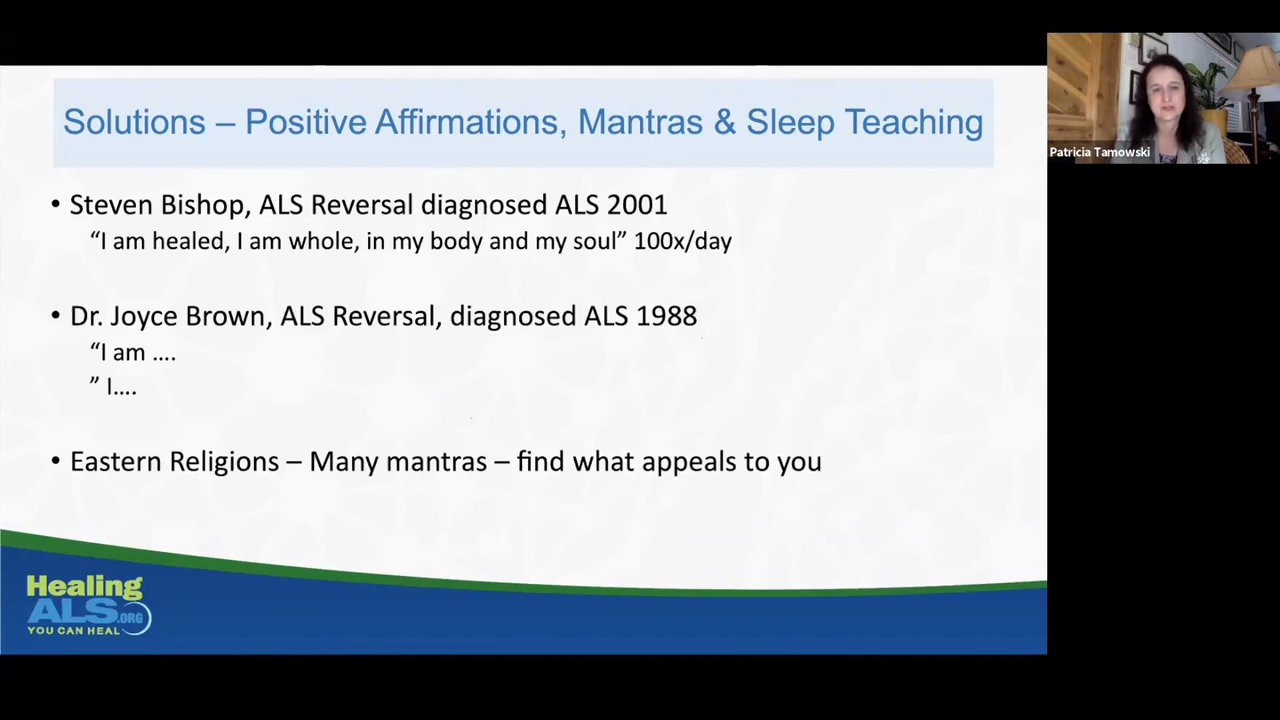 Solutions – Positive Affirmations, Mantras & Sleep Teaching
• Steven Bishop, ALS Reversal diagnosed ALS 2001
“I am healed, I am whole, in my body and my soul” 100x/day
• Dr. Joyce Brown, ALS Reversal, diagnosed ALS 1988
“I am ....
” I....
• Eastern Religions – Many mantras – find what appeals to you
Healing
ALS.ORG
YOU CAN HEAL
Patricia Tamowski